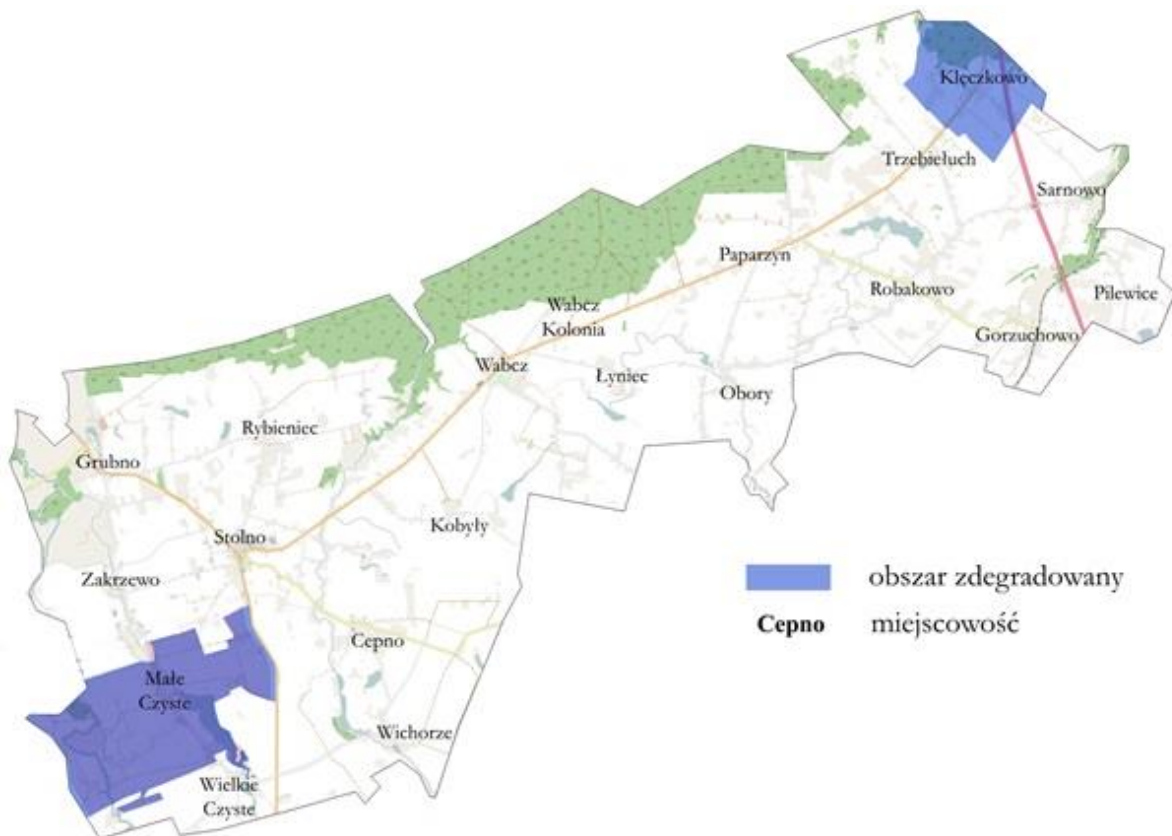 Klęczkowo
Trzebiełuch
Sarnowo
Paparzyn
Robakowo
Pilewice
Wabcz
Kolonia
Gorzuchowo
Wabcz
Łyniec
Obory
Rybieniec
Grubno
Kobyły
Stolno
Zakrzewo
obszar zdegradowany
Cepno miejscowość
Cepno
Małe
Czyste
Wichorze
Wielkie
Czyste